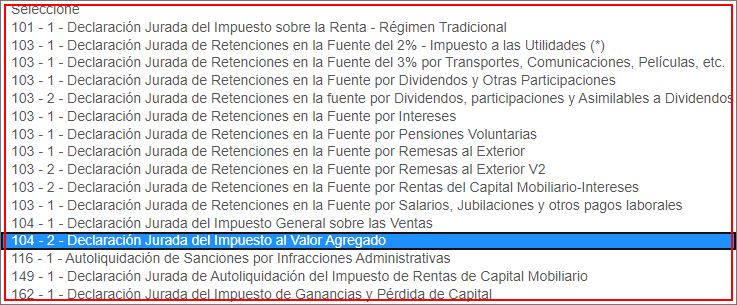 Seleccione
101 - 1 - Declaración Jurada del Impuesto sobre la Renta - Régimen Tradicional
103 - 1 - Declaración Jurada de Retenciones en la Fuente del 2% - Impuesto a las Utilidades (*)
103 - 1 - Declaración Jurada de Retenciones en la Fuente del 3% por Transportes, Comunicaciones, Películas, etc.
103 - 1 - Declaración Jurada de Retenciones en la Fuente por Dividendos y Otras Participaciones
103 - 2 - Declaración Jurada de Retenciones en la fuente por Dividendos, participaciones y Asimilables a Dividendos
103 - 1 - Declaración Jurada de Retenciones en la Fuente por Intereses
103 - 1 - Declaración Jurada de Retenciones en la Fuente por Pensiones Voluntarias
103 - 1 - Declaración Jurada de Retenciones en la Fuente por Remesas al Exterior
103 - 2 - Declaración Jurada de Retenciones en la Fuente por Remesas al Exterior V2
103 - 2 - Declaración Jurada de Retenciones en la Fuente por Rentas del Capital Mobiliario-Intereses
103 - 1 - Declaración Jurada de Retenciones en la Fuente por Salarios, Jubilaciones y otros pagos laborales
104 - 1 - Declaración Jurada del Impuesto General sobre las Ventas
104 - 2 - Declaración Jurada del Impuesto al Valor Agregado
116 - 1 - Autoliquidación de Sanciones por Infracciones Administrativas
149 - 1 - Declaración Jurada de Autoliquidación del Impuesto de Rentas de Capital Mobiliario
162 - 1 - Declaración Jurada del Impuesto de Ganancias y Pérdida de Capital